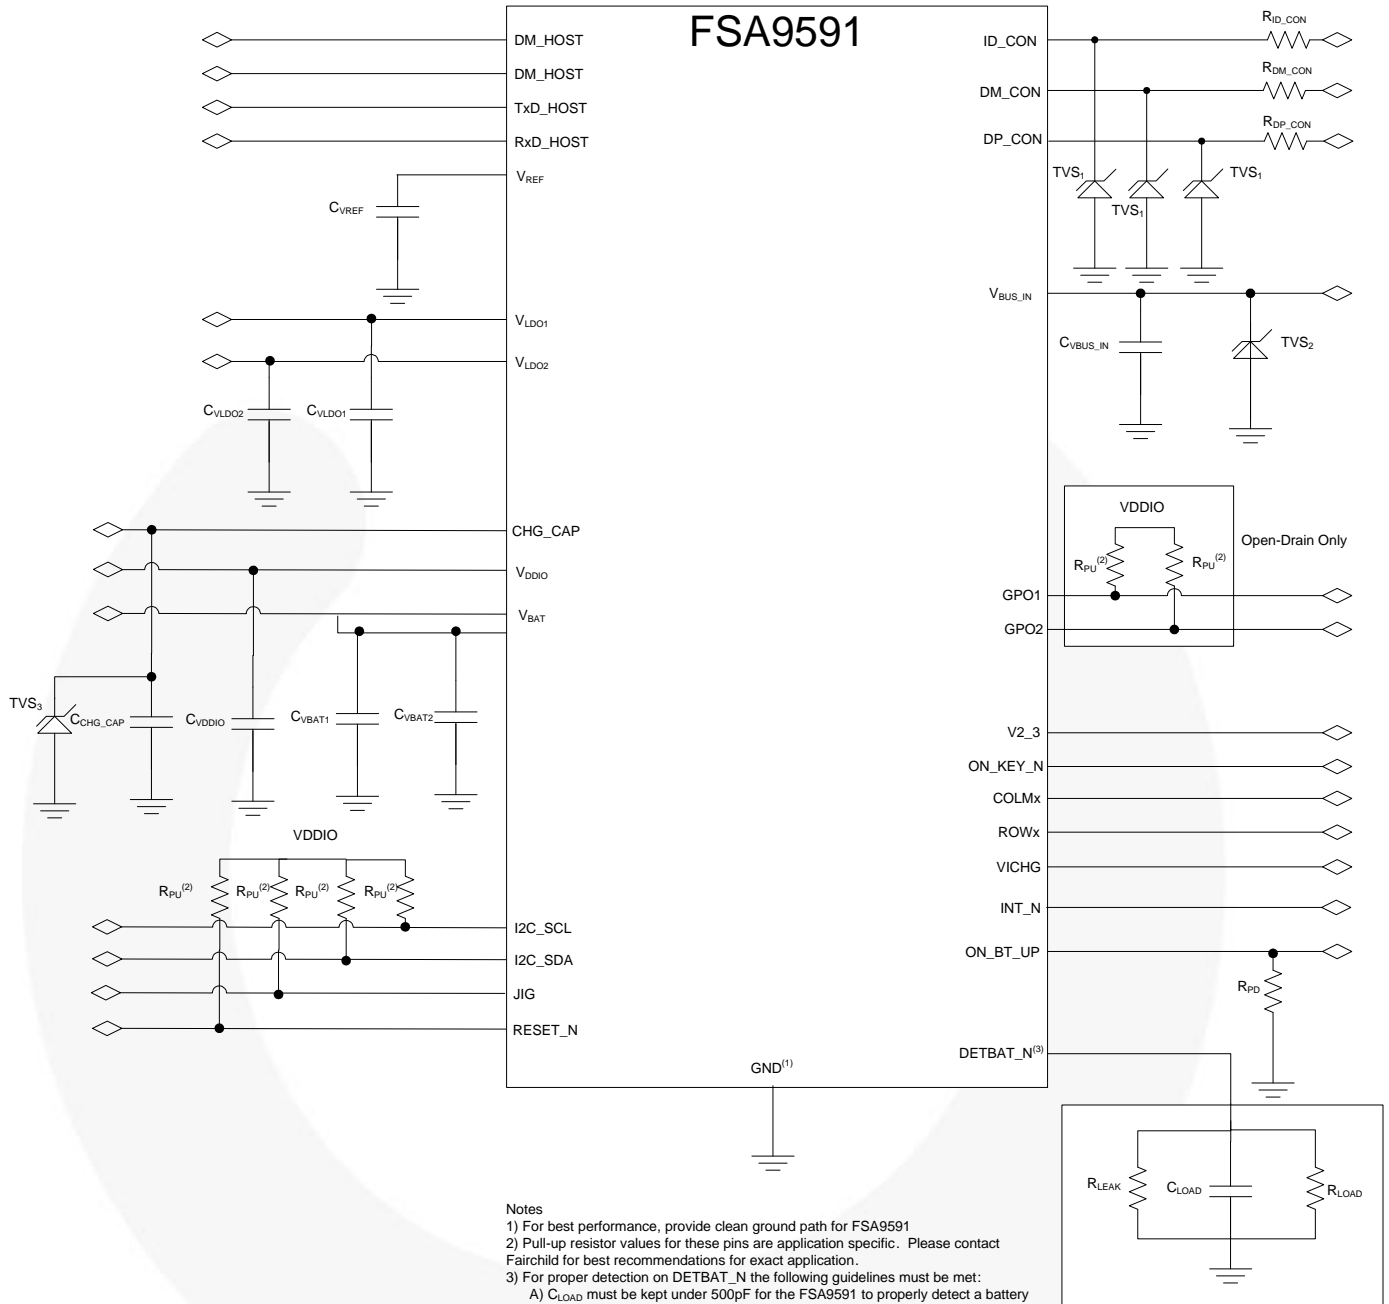 FSA9591
DM_HOST
DM_HOST
TxD_HOST
RxD_HOST
VREF
CVREF
VLDO1
VLDO2
CVLDO2
CVLDO1
CHG_CAP
VDDIO
VBAT
TVS3
CCHG_CAP
CVDDIO
CVBAT1
CVBAT2
VDDIO
RPU(2)
RPU(2)
RPU(2)
RPU(2)
I2C_SCL
I2C_SDA
JIG
RESET_N
GND(1)
ID_CON
RID_CON
DM_CON
RDM_CON
DP_CON
RDP_CON
TVS1
TVS1
TVS1
VBUS_IN
CVBUS_IN
TVS2
VDDIO
Open-Drain Only
RPU(2)
RPU(2)
GPO1
GPO2
V2_3
ON_KEY_N
COLMx
ROWx
VICHG
INT_N
ON_BT_UP
RPD
DETBAT_N(3)
RLEAK
CLOAD
RLOAD
Notes
1) For best performance, provide clean ground path for FSA9591
2) Pull-up resistor values for these pins are application specific. Please contact
Fairchild for best recommendations for exact application.
3) For proper detection on DETBAT_N the following guidelines must be met:
A) CLOAD must be kept under 500pF for the FSA9591 to properly detect a battery